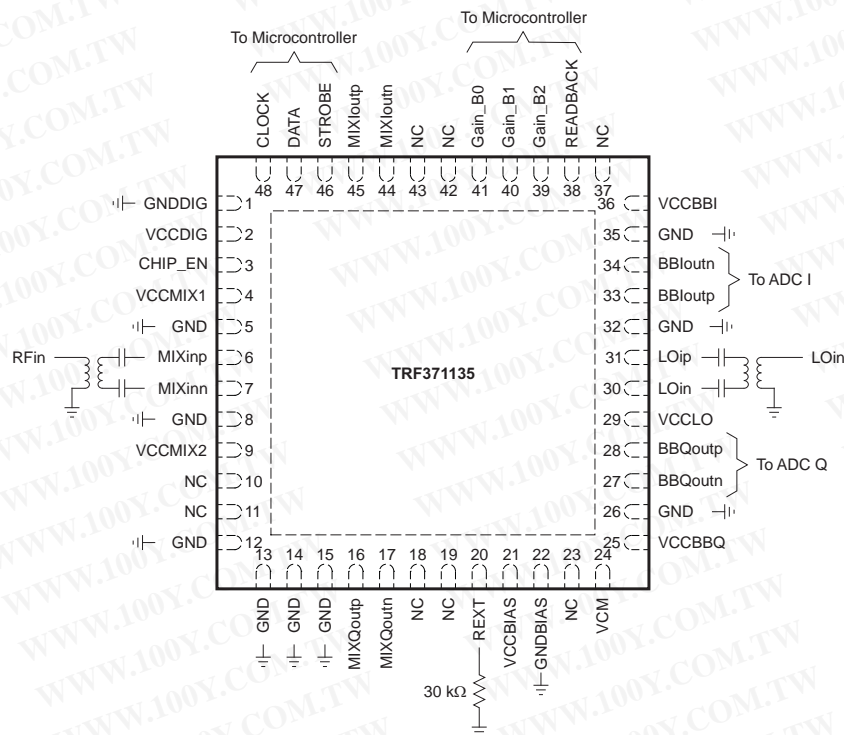 To Microcontroller
To Microcontroller
CLOCK
DATA
STROBE
MIXIoutp
MIXIoutn
NC
NC
Gain_B0
Gain_B1
Gain_B2
READBACK
NC
48 47 46 45 44 43 42 41 40 39 38 37
GNDDIG 1
VCCDIG 2
CHIP_EN 3
VCCMIX1 4
GND 5
RFin
MIXinp 6
MIXinn 7
GND 8
VCCMIX2 9
NC 10
NC 11
GND 12
TRF371135
36 VCCBBI
35 GND
34 BBIoutn
33 BBIoutp
To ADC I
32 GND
31 LOip
30 LOin
LOin
29 VCCLO
28 BBQoutp
27 BBQoutn
To ADC Q
26 GND
25 VCCBBQ
13 14 15 16 17 18 19 20 21 22 23 24
GND
GND
GND
MIXQoutp
MIXQoutn
NC
NC
REXT
VCCBIAS
GNDBIAS
NC
VCM
30 kΩ
WWW.100Y.COM.TW